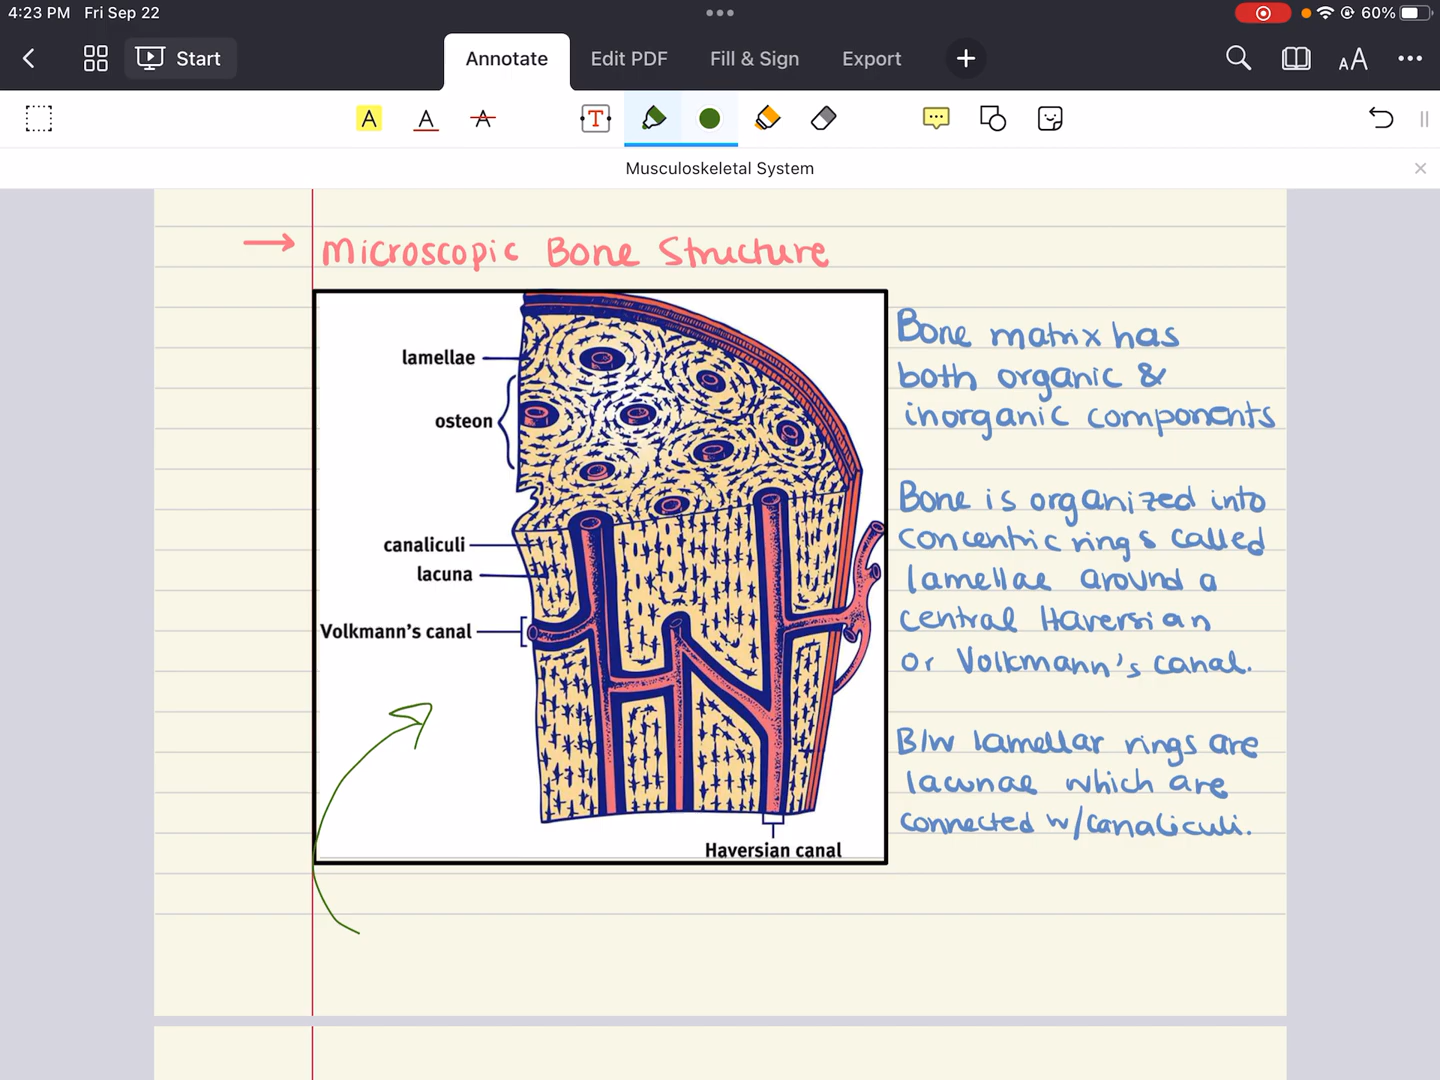 4:23 PM Fri Sep 22
60%
Start
Annotate
Edit PDF
Fill & Sign
Export
Musculoskeletal System
→ Microscopic Bone Structure
lamellae
osteon
canaliculi
lacuna
Volkmann's canal
Haversian canal
Bone matrix has
both organic &
inorganic components
Bone is organized into
concentric rings called
lamellae around a
central Haversian
or Volkmann's canal.
B/w lamellar rings are
lacunae which are
connected w/canaliculi.